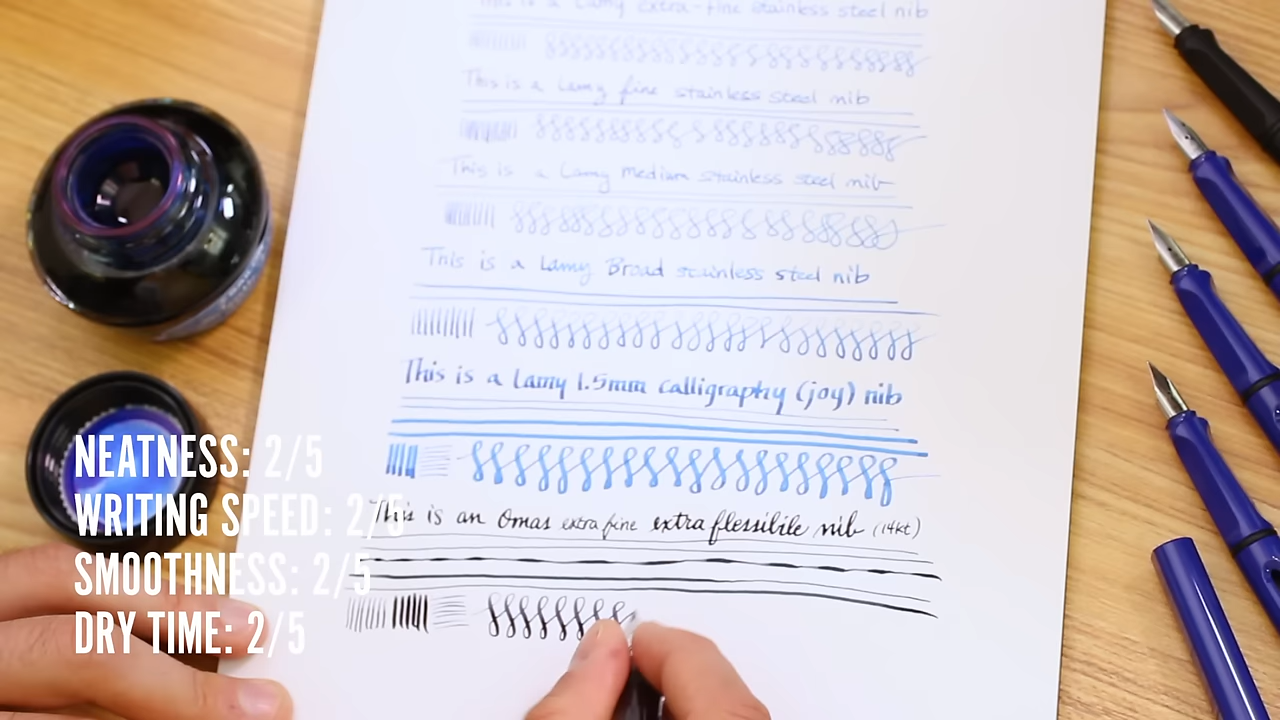 This is a Lamy extra-fine stainless steel nib
This is a Lamy fine stainless steel nib
This is a Lamy medium stainless steel nib
This is a Lamy Broad stainless steel nib
This is a Lamy 1.5mm calligraphy (joy) nib
This is an Omas extra fine extra flessibile nib (14kt)
NEATNESS: 2/5
WRITING SPEED: 2/5
SMOOTHNESS: 2/5
DRY TIME: 2/5